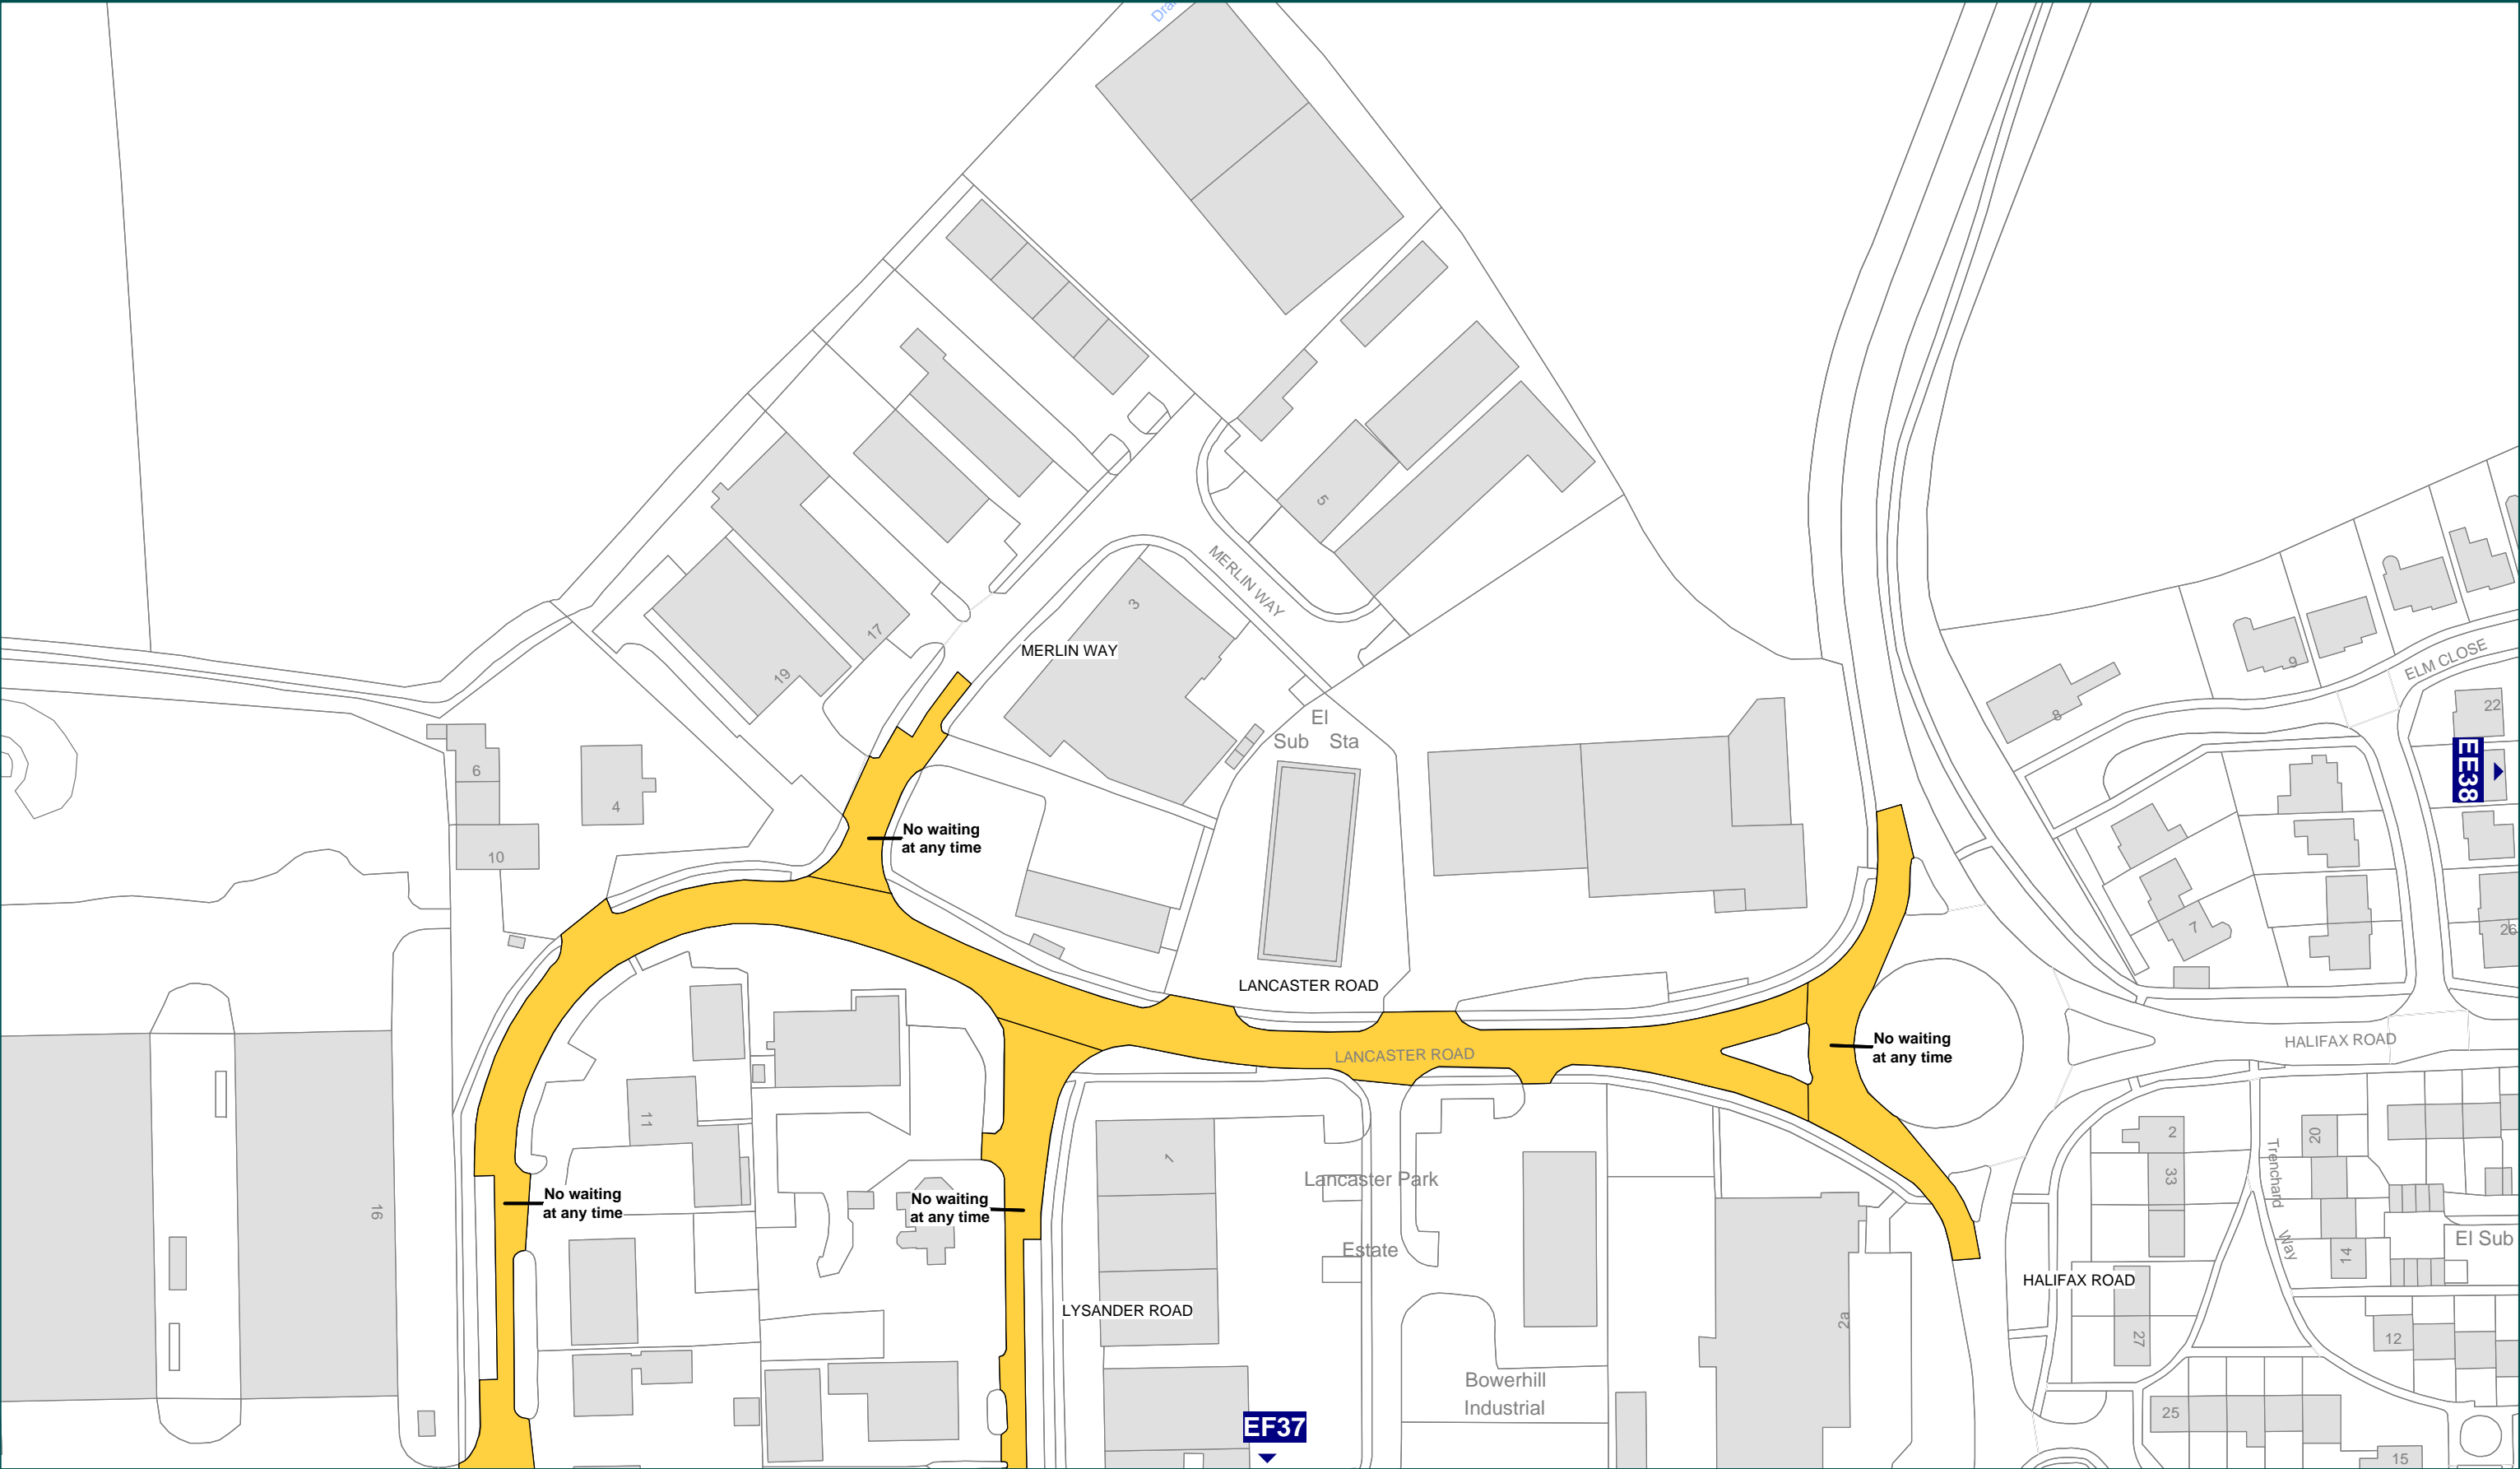 Dra
5
MERLIN WAY
3
MERLIN WAY
17
19
El
Sub Sta
6
4
10
No waiting
at any time
9
8
ELM CLOSE
22
EE38
7
26
LANCASTER ROAD
LANCASTER ROAD
No waiting
at any time
HALIFAX ROAD
11
1
2
33
20
Trenchard
Way
Lancaster Park
Estate
No waiting
at any time
No waiting
at any time
16
14
El Sub
HALIFAX ROAD
LYSANDER ROAD
2a
27
12
Bowerhill
Industrial
EF37
25
15